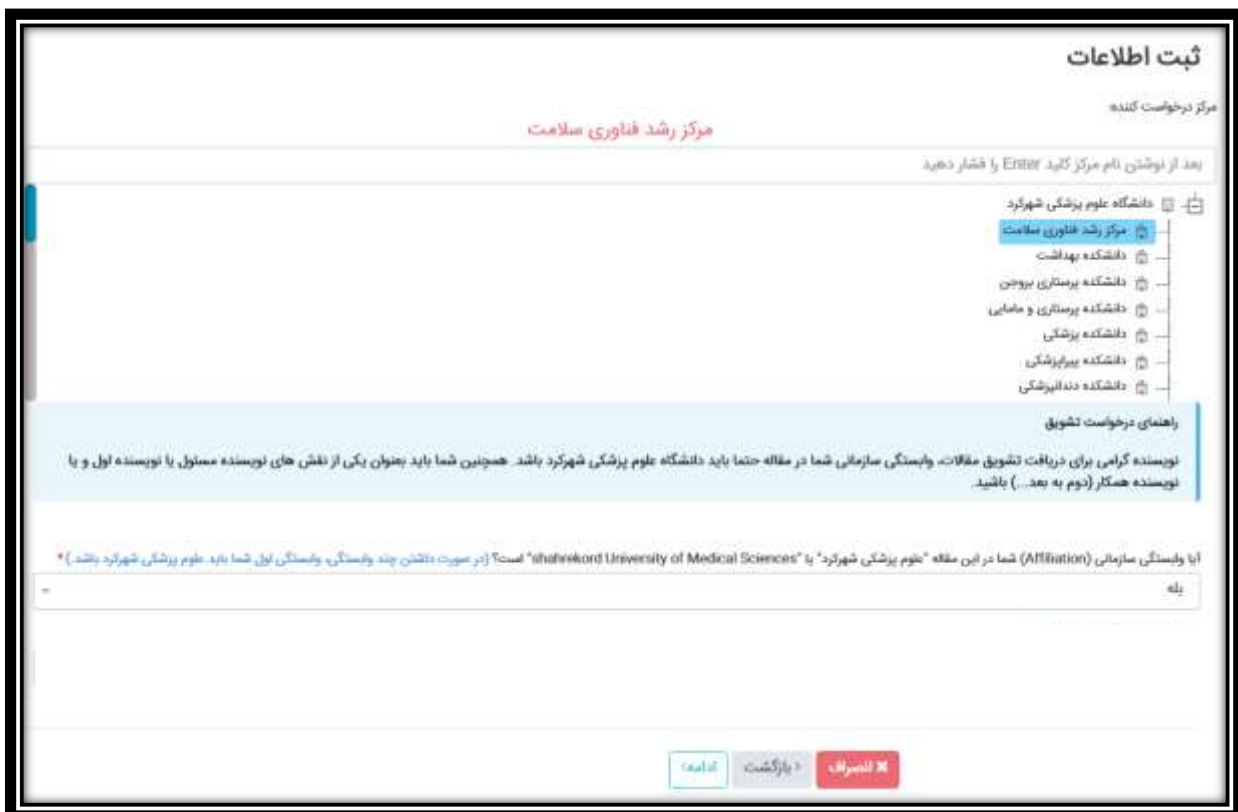 ثبت اطلاعات
مرکز درخواست کننده
مرکز رشد فناوری سلامت
بعد از نوشتن نام مرکز کلید Enter را فشار دهید
دانشگاه علوم پزشکی شهرکرد
مرکز رشد فناوری سلامت
دانشکده بهداشت
دانشکده پرستاری بروجن
دانشکده پرستاری و مامایی
دانشکده پزشکی
دانشکده پیراپزشکی
دانشکده دندانپزشکی
راهنمای درخواست تشویق
نویسنده گرامی برای دریافت تشویق مقالات، وابستگی سازمانی شما در مقاله حتما باید دانشگاه علوم پزشکی شهرکرد باشد. همچنین شما باید بعنوان یکی از نقش های نویسنده مسئول یا نویسنده اول و یا
نویسنده همکار (دوم به بعد...) باشید.
آیا وابستگی سازمانی (Affiliation) شما در این مقاله "علوم پزشکی شهرکرد" یا "shahrekord University of Medical Sciences" است؟ (در صورت داشتن چند وابستگی، وابستگی اول شما باید علوم پزشکی شهرکرد باشد.) *
بله
× انصراف ‹ بازگشت ادامه ›